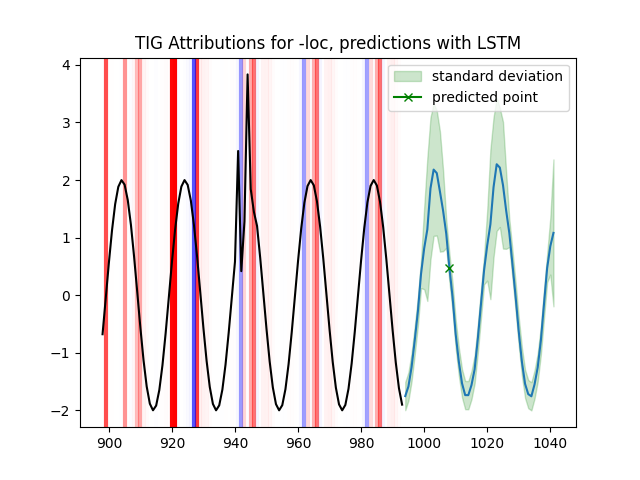 TIG Attributions for -loc, predictions with LSTM
standard deviation
predicted point
4
3
2
1
0
−1
−2
900 920 940 960 980 1000 1020 1040